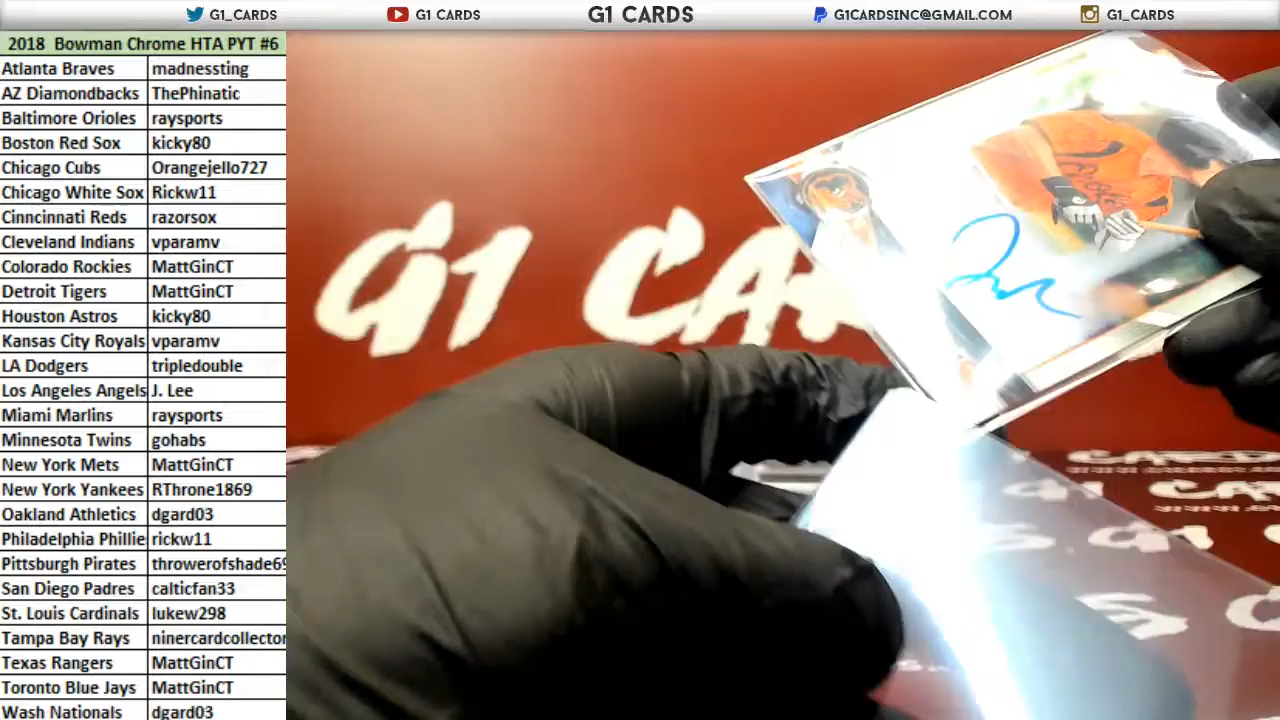 G1_CARDS G1 CARDS G1 CARDS G1CARDSINC@GMAIL.COM G1_CARDS
2018 Bowman Chrome HTA PYT #6
Atlanta Braves madnessting
AZ Diamondbacks ThePhinatic
Baltimore Orioles raysports
Boston Red Sox kicky80
Chicago Cubs Orangejello727
Chicago White Sox Rickw11
Cinncinnati Reds razorsox
Cleveland Indians vparamv
Colorado Rockies MattGinCT
Detroit Tigers MattGinCT
Houston Astros kicky80
Kansas City Royals vparamv
LA Dodgers tripledouble
Los Angeles Angels J. Lee
Miami Marlins raysports
Minnesota Twins gohabs
New York Mets MattGinCT
New York Yankees RThrone1869
Oakland Athletics dgard03
Philadelphia Phillie rickw11
Pittsburgh Pirates throwerofshade69
San Diego Padres calticfan33
St. Louis Cardinals lukew298
Tampa Bay Rays ninercardcollector
Texas Rangers MattGinCT
Toronto Blue Jays MattGinCT
Wash Nationals dgard03
G1 CAR